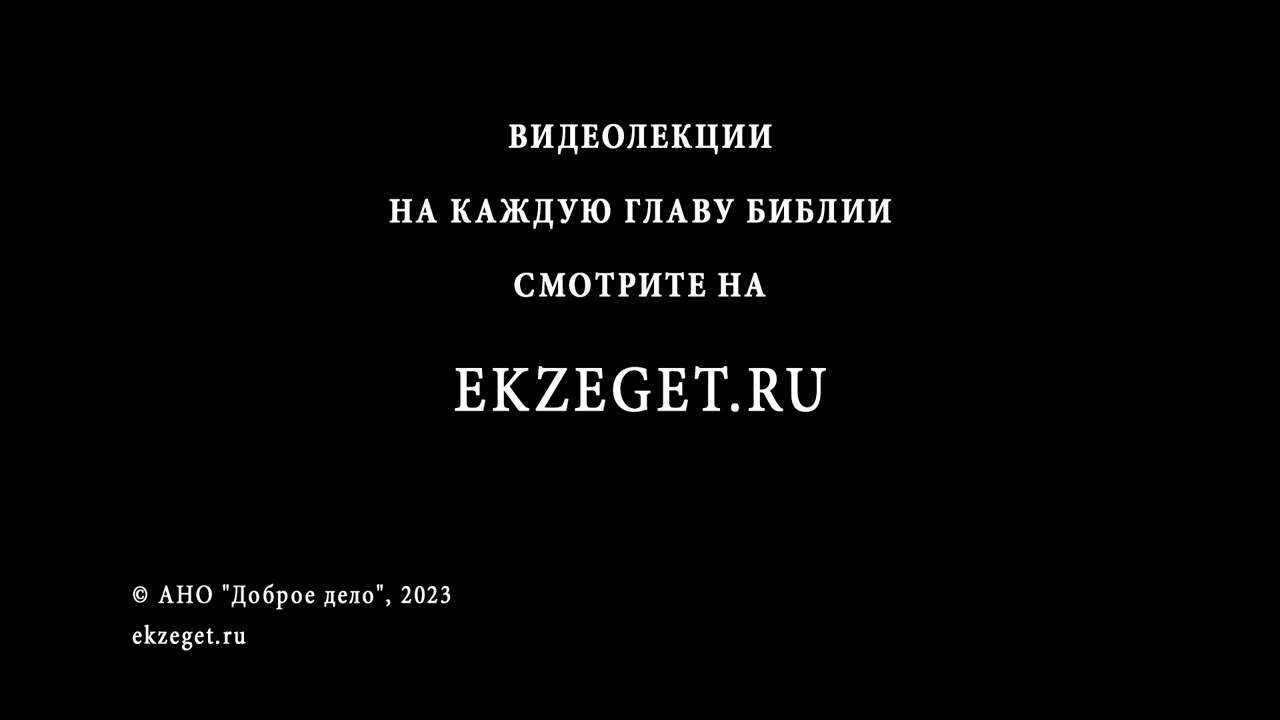 ВИДЕОЛЕКЦИИ
НА КАЖДУЮ ГЛАВУ БИБЛИИ
СМОТРИТЕ НА
EKZEGET.RU
© АНО "Доброе дело", 2023
ekzeget.ru